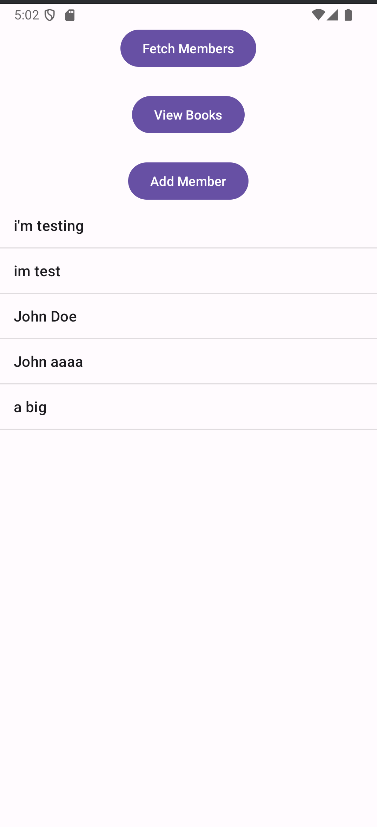 5:02
Fetch Members
View Books
Add Member
i'm testing
im test
John Doe
John aaaa
a big